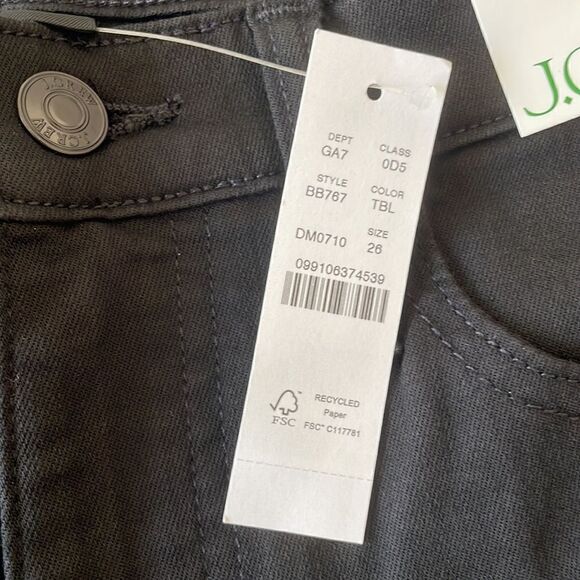 J.CREW
J.CREW
J.C
DEPT CLASS
GA7 0D5
STYLE COLOR
BB767 TBL
SIZE
DM0710 26
099106374539
RECYCLED
Paper
FSC
FSC® C117781